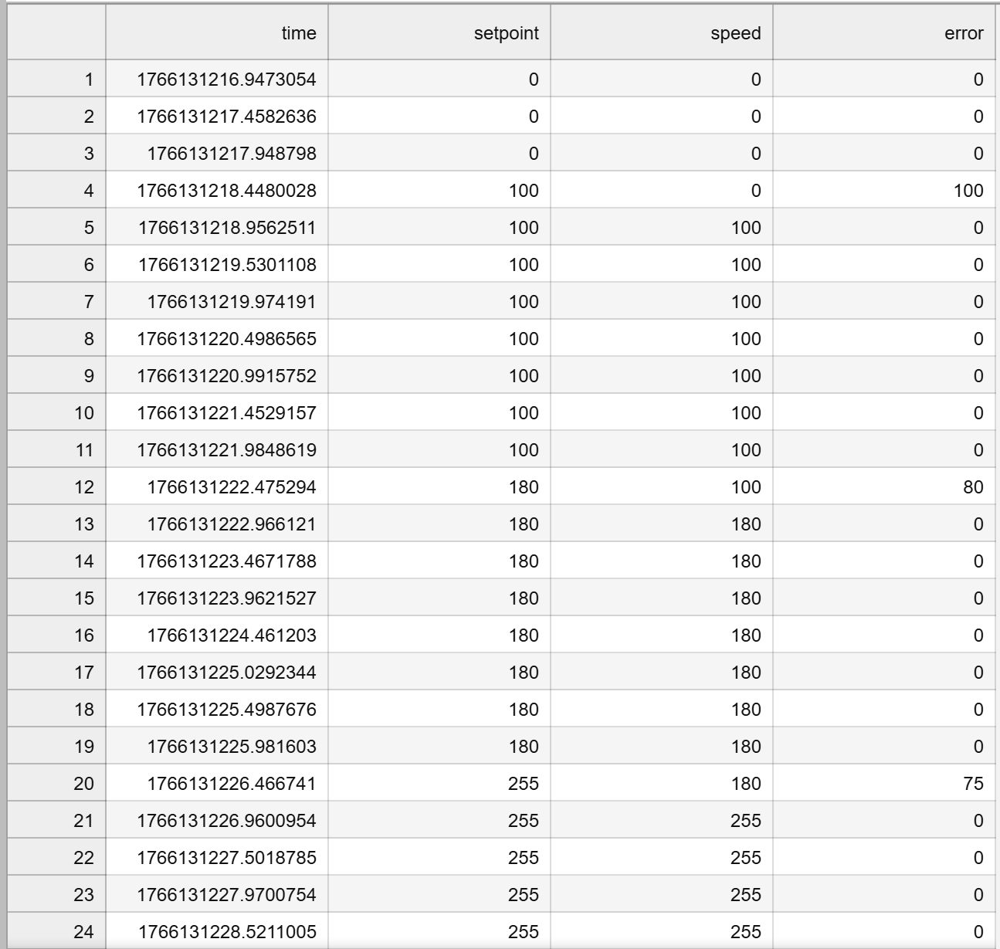 time setpoint speed error
1 1766131216.9473054 0 0 0
2 1766131217.4582636 0 0 0
3 1766131217.948798 0 0 0
4 1766131218.4480028 100 0 100
5 1766131218.9562511 100 100 0
6 1766131219.5301108 100 100 0
7 1766131219.974191 100 100 0
8 1766131220.4986565 100 100 0
9 1766131220.9915752 100 100 0
10 1766131221.4529157 100 100 0
11 1766131221.9848619 100 100 0
12 1766131222.475294 180 100 80
13 1766131222.966121 180 180 0
14 1766131223.4671788 180 180 0
15 1766131223.9621527 180 180 0
16 1766131224.461203 180 180 0
17 1766131225.0292344 180 180 0
18 1766131225.4987676 180 180 0
19 1766131225.981603 180 180 0
20 1766131226.466741 255 180 75
21 1766131226.9600954 255 255 0
22 1766131227.5018785 255 255 0
23 1766131227.9700754 255 255 0
24 1766131228.5211005 255 255 0